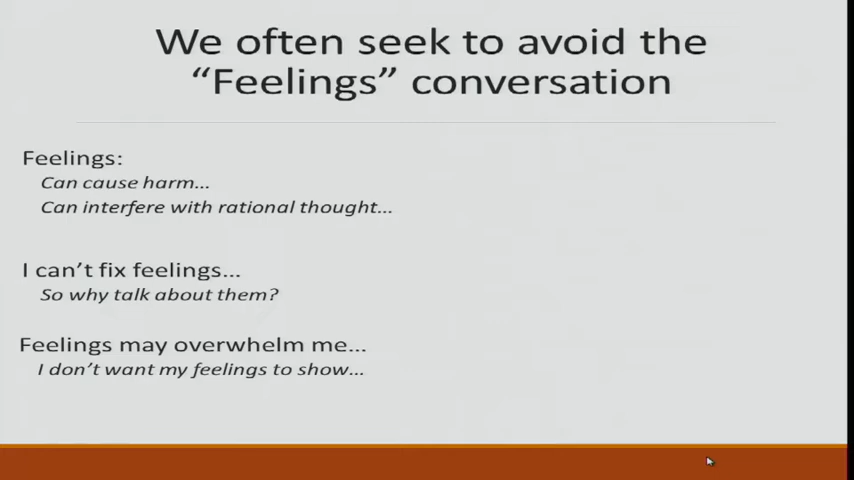 We often seek to avoid the
“Feelings” conversation
Feelings:
Can cause harm...
Can interfere with rational thought...
I can’t fix feelings...
So why talk about them?
Feelings may overwhelm me...
I don’t want my feelings to show...